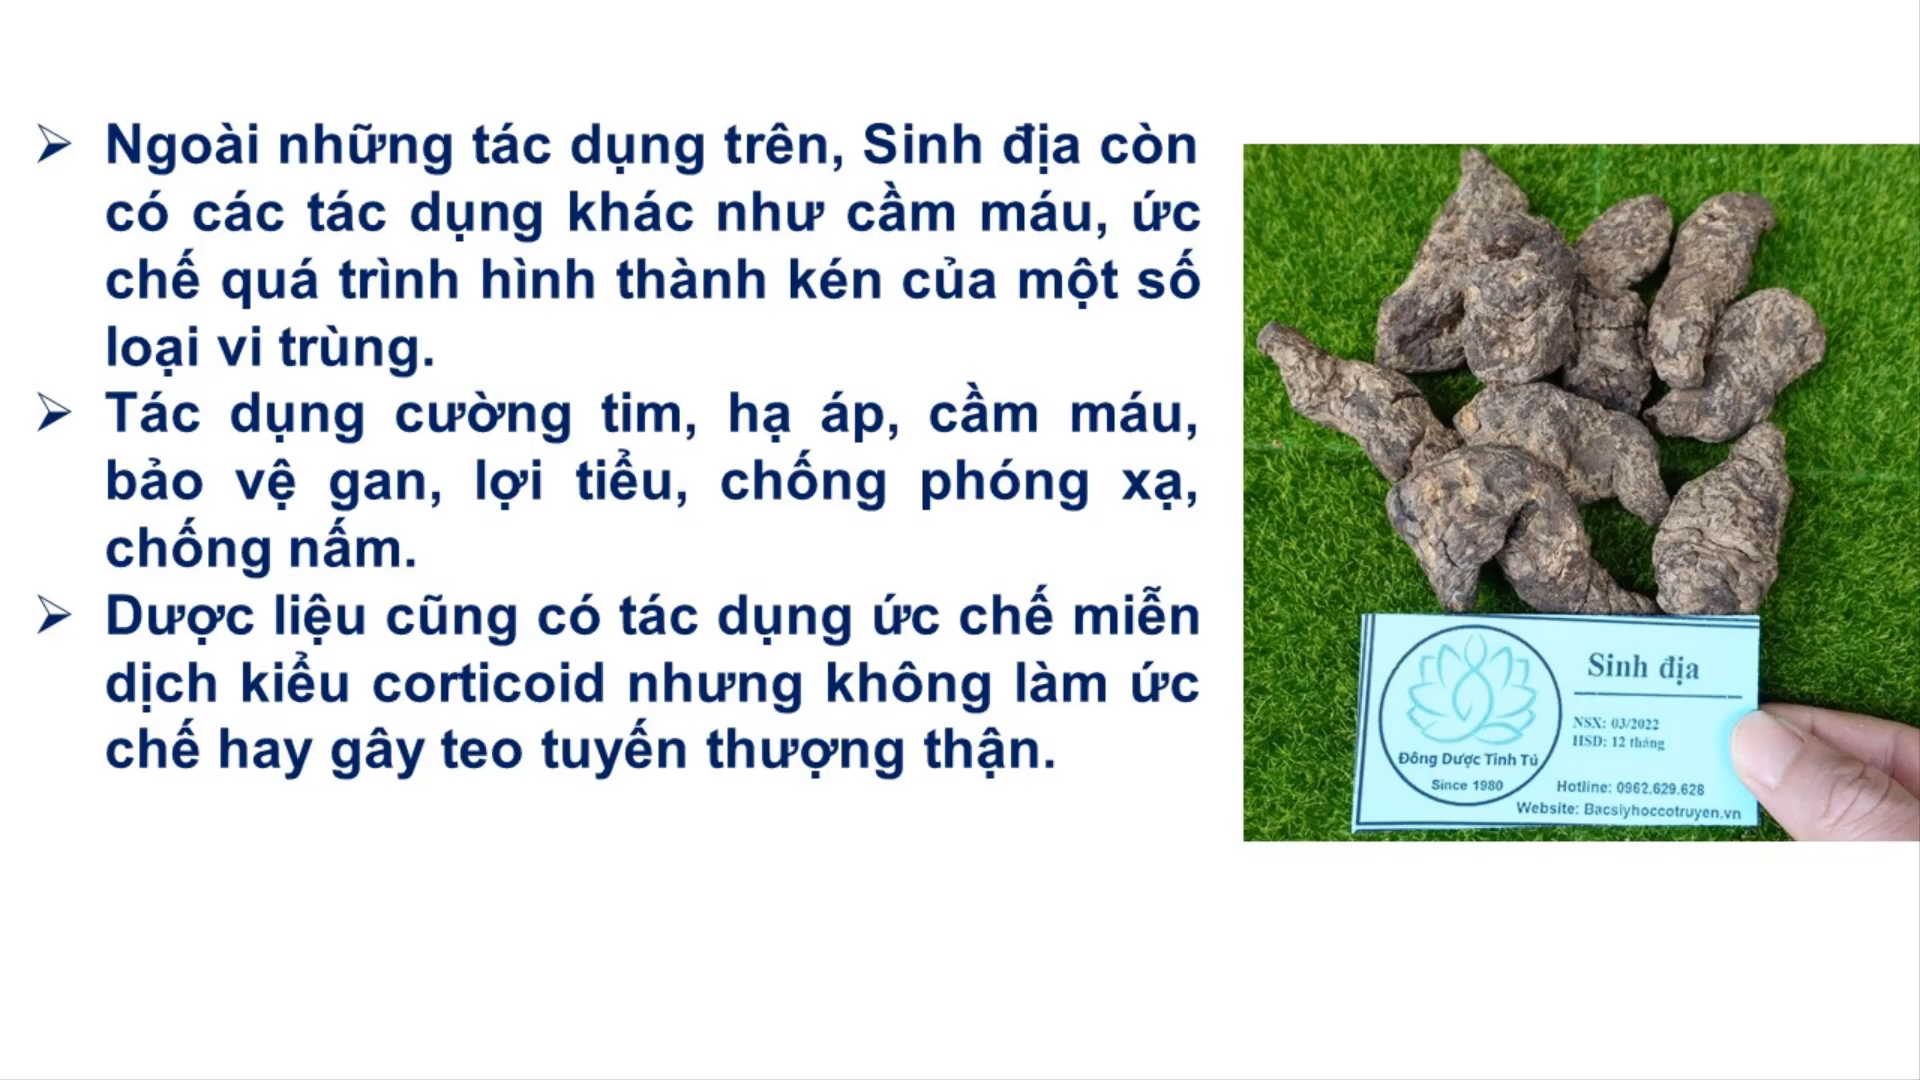 Ngoài những tác dụng trên, Sinh địa còn
có các tác dụng khác như cầm máu, ức
chế quá trình hình thành kén của một số
loại vi trùng.
Tác dụng cường tim, hạ áp, cầm máu,
bảo vệ gan, lợi tiểu, chống phóng xạ,
chống nấm.
Dược liệu cũng có tác dụng ức chế miễn
dịch kiểu corticoid nhưng không làm ức
chế hay gây teo tuyến thượng thận.
Sinh địa
NSX: 03/2022
HSD: 12 tháng
Đông Dược Tinh Tú
Since 1980
Hotline: 0962.629.628
Website: Bacsiyhoccotruyen.vn